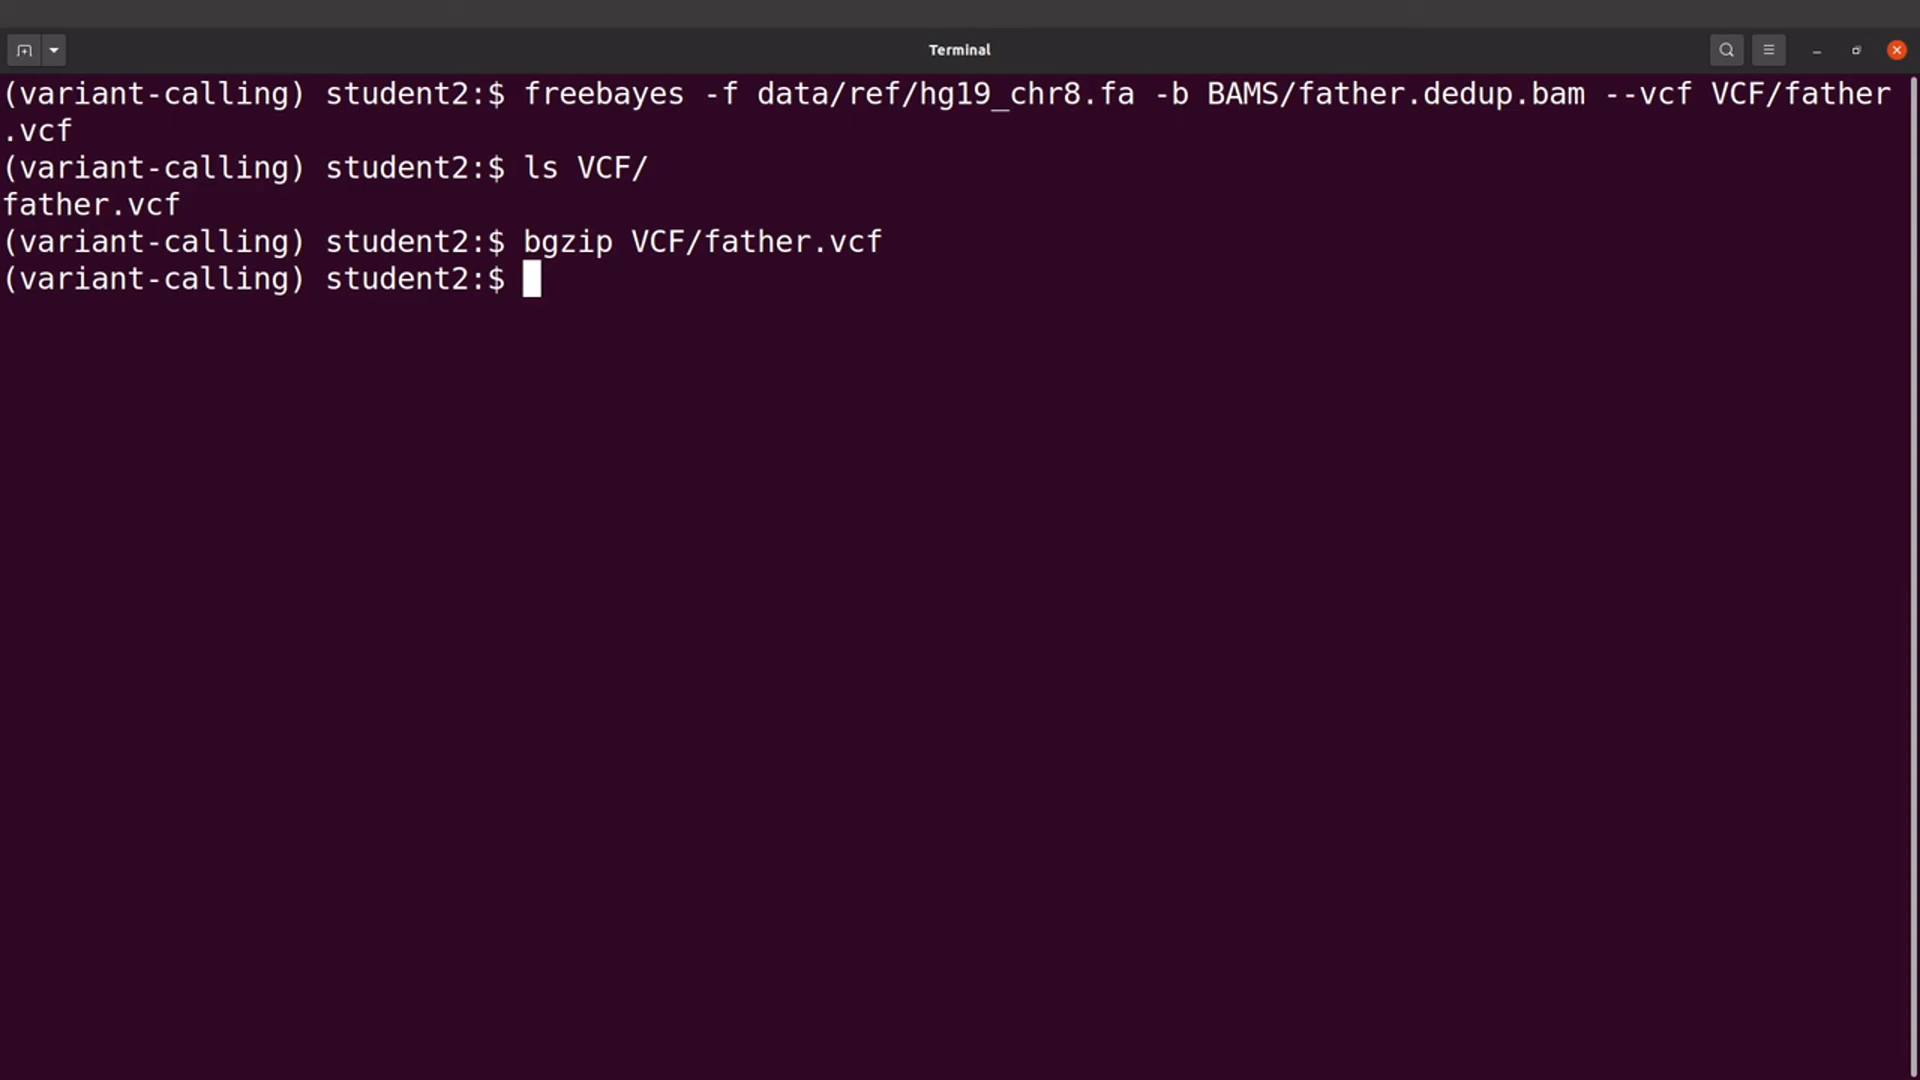 Terminal
(variant-calling) student2:$ freebayes -f data/ref/hg19_chr8.fa -b BAMS/father.dedup.bam --vcf VCF/father
.vcf
(variant-calling) student2:$ ls VCF/
father.vcf
(variant-calling) student2:$ bgzip VCF/father.vcf
(variant-calling) student2:$